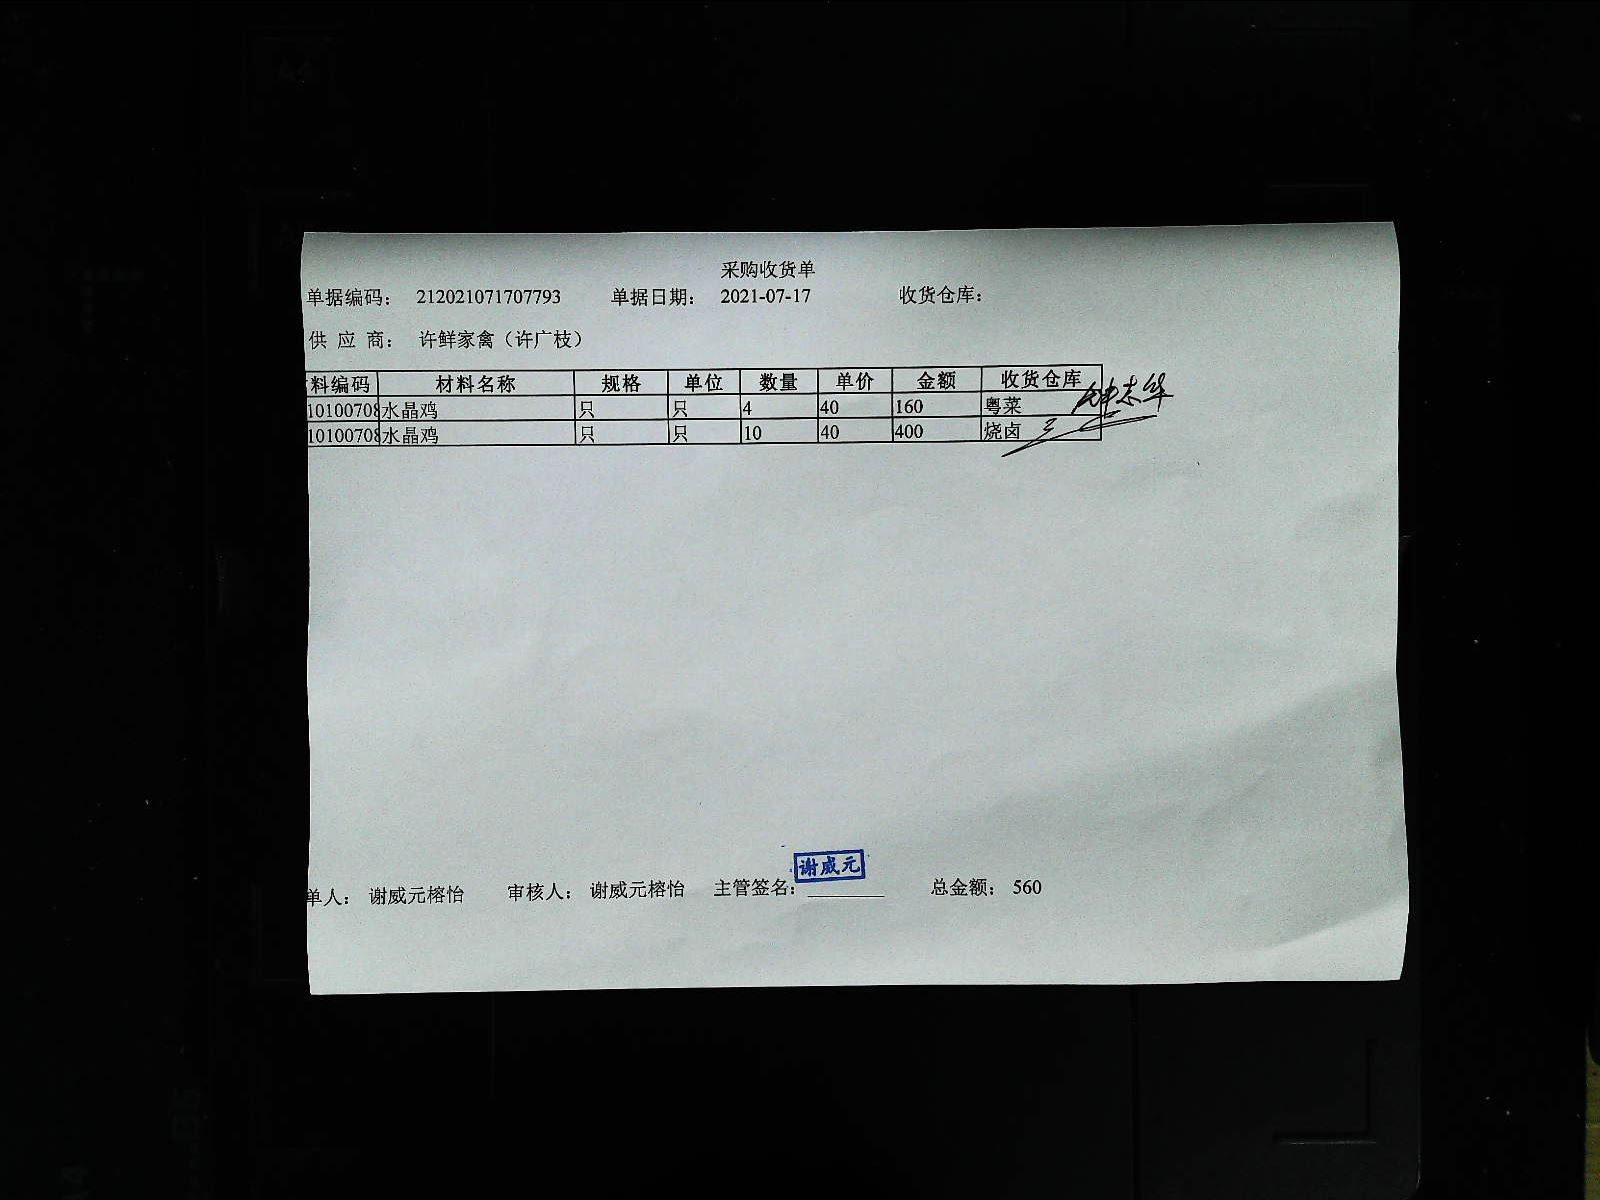 采购收货单
单据编码： 212021071707793 单据日期： 2021-07-17 收货仓库：
供 应 商： 许鲜家禽（许广枝）
料编码 材料名称 规格 单位 数量 单价 金额 收货仓库
10100708 水晶鸡 只 只 4 40 160 粤菜
10100708 水晶鸡 只 只 10 40 400 烧卤
谢威元
单人： 谢威元榕怡 审核人： 谢威元榕怡 主管签名： 总金额： 560